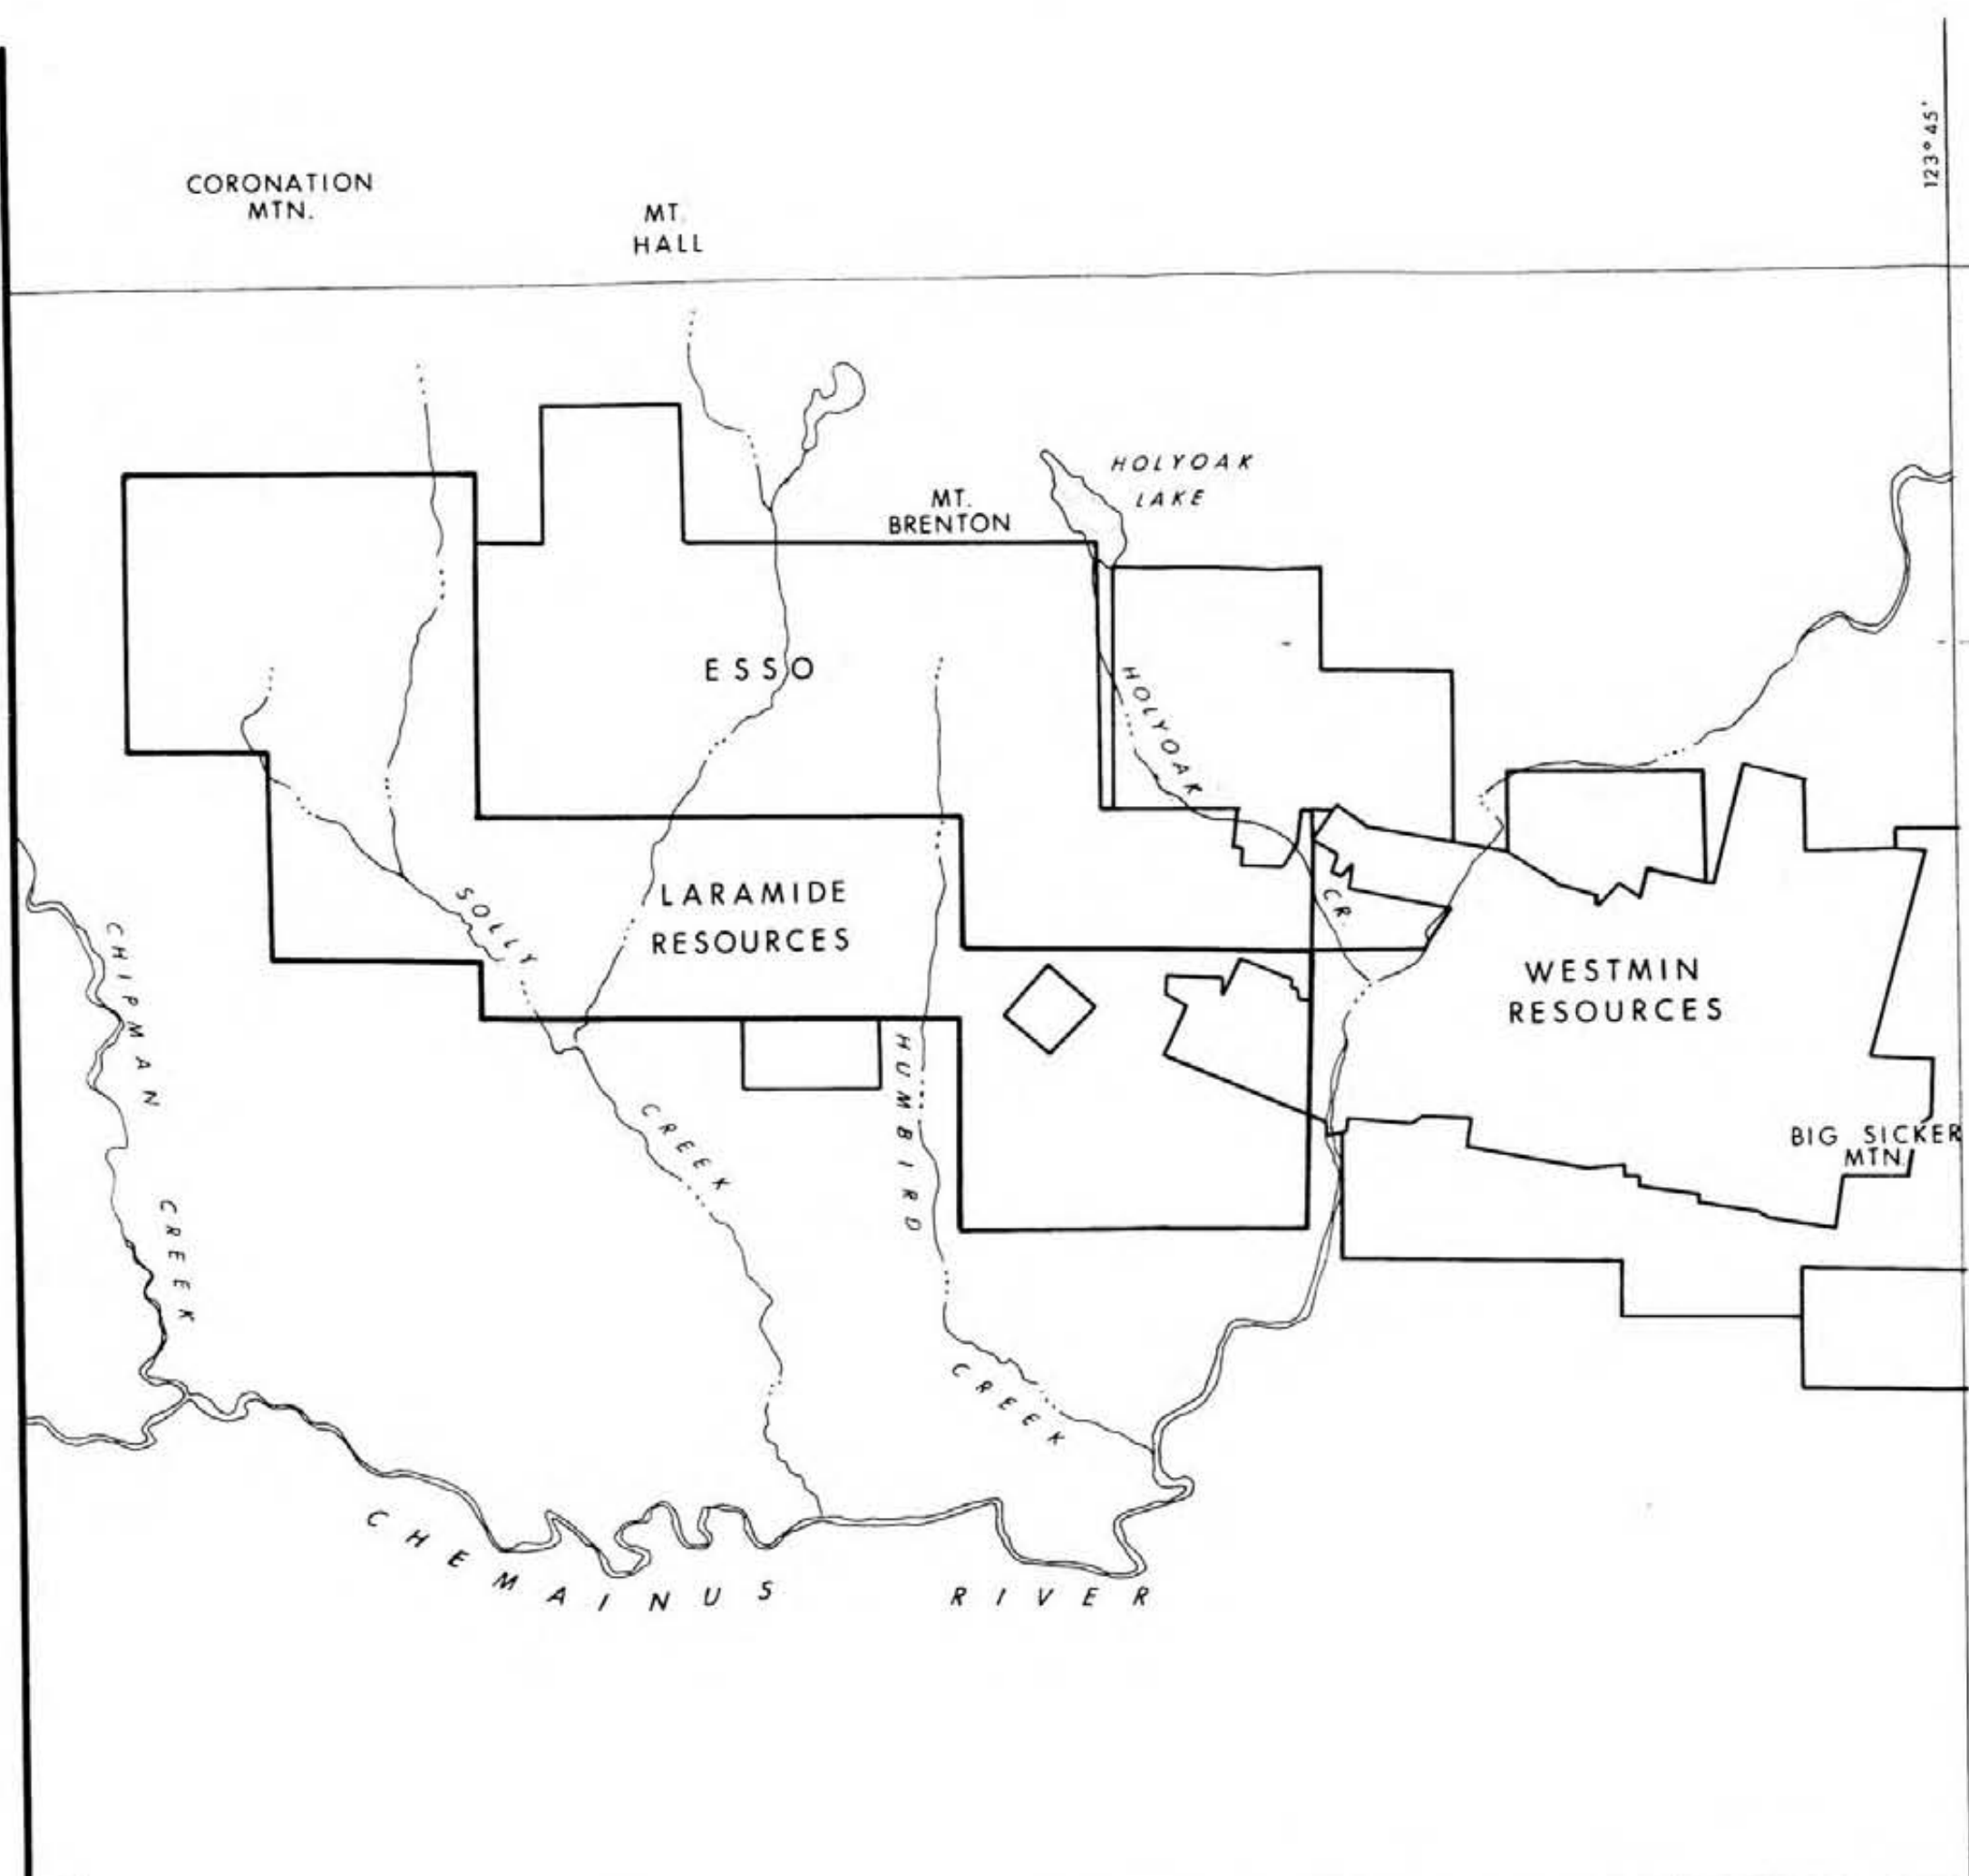 123° 45'
CORONATION
MTN.
MT.
HALL
HOLYOAK
LAKE
MT.
BRENTON
ESSO
HOLYOAK
CR.
LARAMIDE
RESOURCES
SOLLY
CREEK
CHIPMAN
CREEK
WESTMIN
RESOURCES
HUMBIRD
CREEK
BIG SICKER
MTN.
CHEMAINUS RIVER